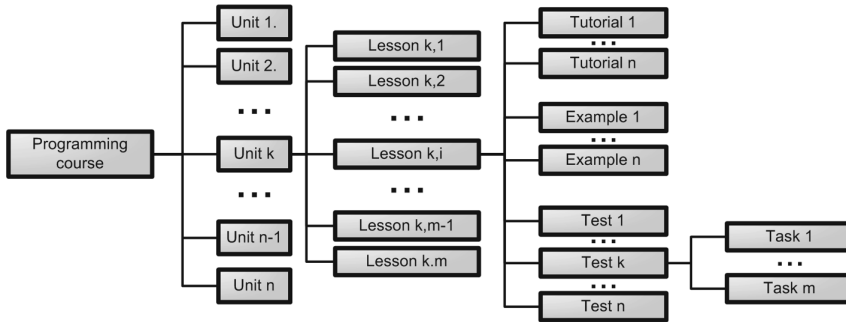 Programming
course
Unit 1.
Unit 2.
...
Unit k
...
Unit n-1
Unit n
Lesson k,1
Lesson k,2
...
Lesson k,i
...
Lesson k,m-1
Lesson k.m
Tutorial 1
...
Tutorial n
Example 1
...
Example n
Test 1
...
Test k
...
Test n
Task 1
...
Task m